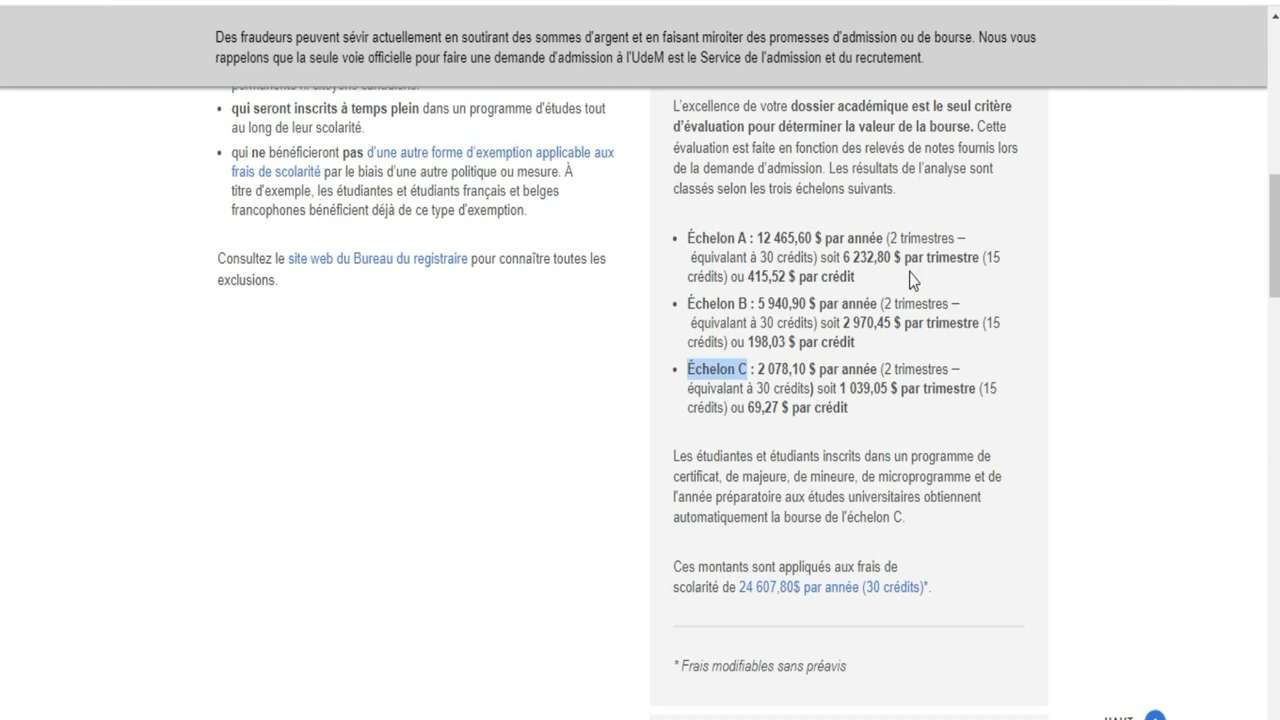 Des fraudeurs peuvent sévir actuellement en soutirant des sommes d'argent et en faisant miroiter des promesses d'admission ou de bourse. Nous vous
rappelons que la seule voie officielle pour faire une demande d'admission à l'UdeM est le Service de l'admission et du recrutement.
permanents ni citoyens canadiens.
• qui seront inscrits à temps plein dans un programme d'études tout
au long de leur scolarité.
• qui ne bénéficieront pas d'une autre forme d'exemption applicable aux
frais de scolarité par le biais d'une autre politique ou mesure. À
titre d'exemple, les étudiantes et étudiants français et belges
francophones bénéficient déjà de ce type d'exemption.
Consultez le site web du Bureau du registraire pour connaître toutes les
exclusions.
L'excellence de votre dossier académique est le seul critère
d'évaluation pour déterminer la valeur de la bourse. Cette
évaluation est faite en fonction des relevés de notes fournis lors
de la demande d'admission. Les résultats de l'analyse sont
classés selon les trois échelons suivants.
• Échelon A : 12 465,60 $ par année (2 trimestres –
équivalant à 30 crédits) soit 6 232,80 $ par trimestre (15
crédits) ou 415,52 $ par crédit
• Échelon B : 5 940,90 $ par année (2 trimestres –
équivalant à 30 crédits) soit 2 970,45 $ par trimestre (15
crédits) ou 198,03 $ par crédit
• Échelon C : 2 078,10 $ par année (2 trimestres –
équivalant à 30 crédits) soit 1 039,05 $ par trimestre (15
crédits) ou 69,27 $ par crédit
Les étudiantes et étudiants inscrits dans un programme de
certificat, de majeure, de mineure, de microprogramme et de
l'année préparatoire aux études universitaires obtiennent
automatiquement la bourse de l'échelon C.
Ces montants sont appliqués aux frais de
scolarité de 24 607,80$ par année (30 crédits)*.
* Frais modifiables sans préavis
HAUT